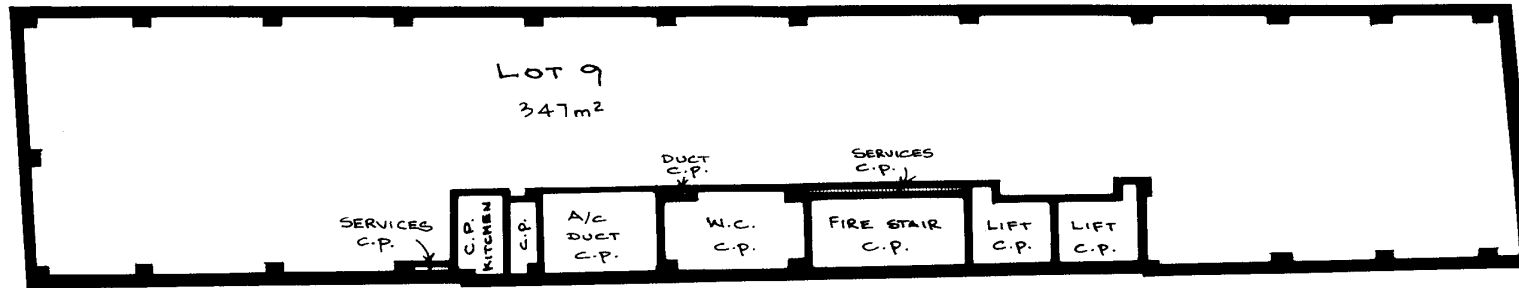 LOT 9
347m²
DUCT
C.P.
SERVICES
C.P.
SERVICES
C.P.
C.P.
KITCHEN
C.P.
A/C
DUCT
C.P.
W.C.
C.P.
FIRE STAIR
C.P.
LIFT
C.P.
LIFT
C.P.